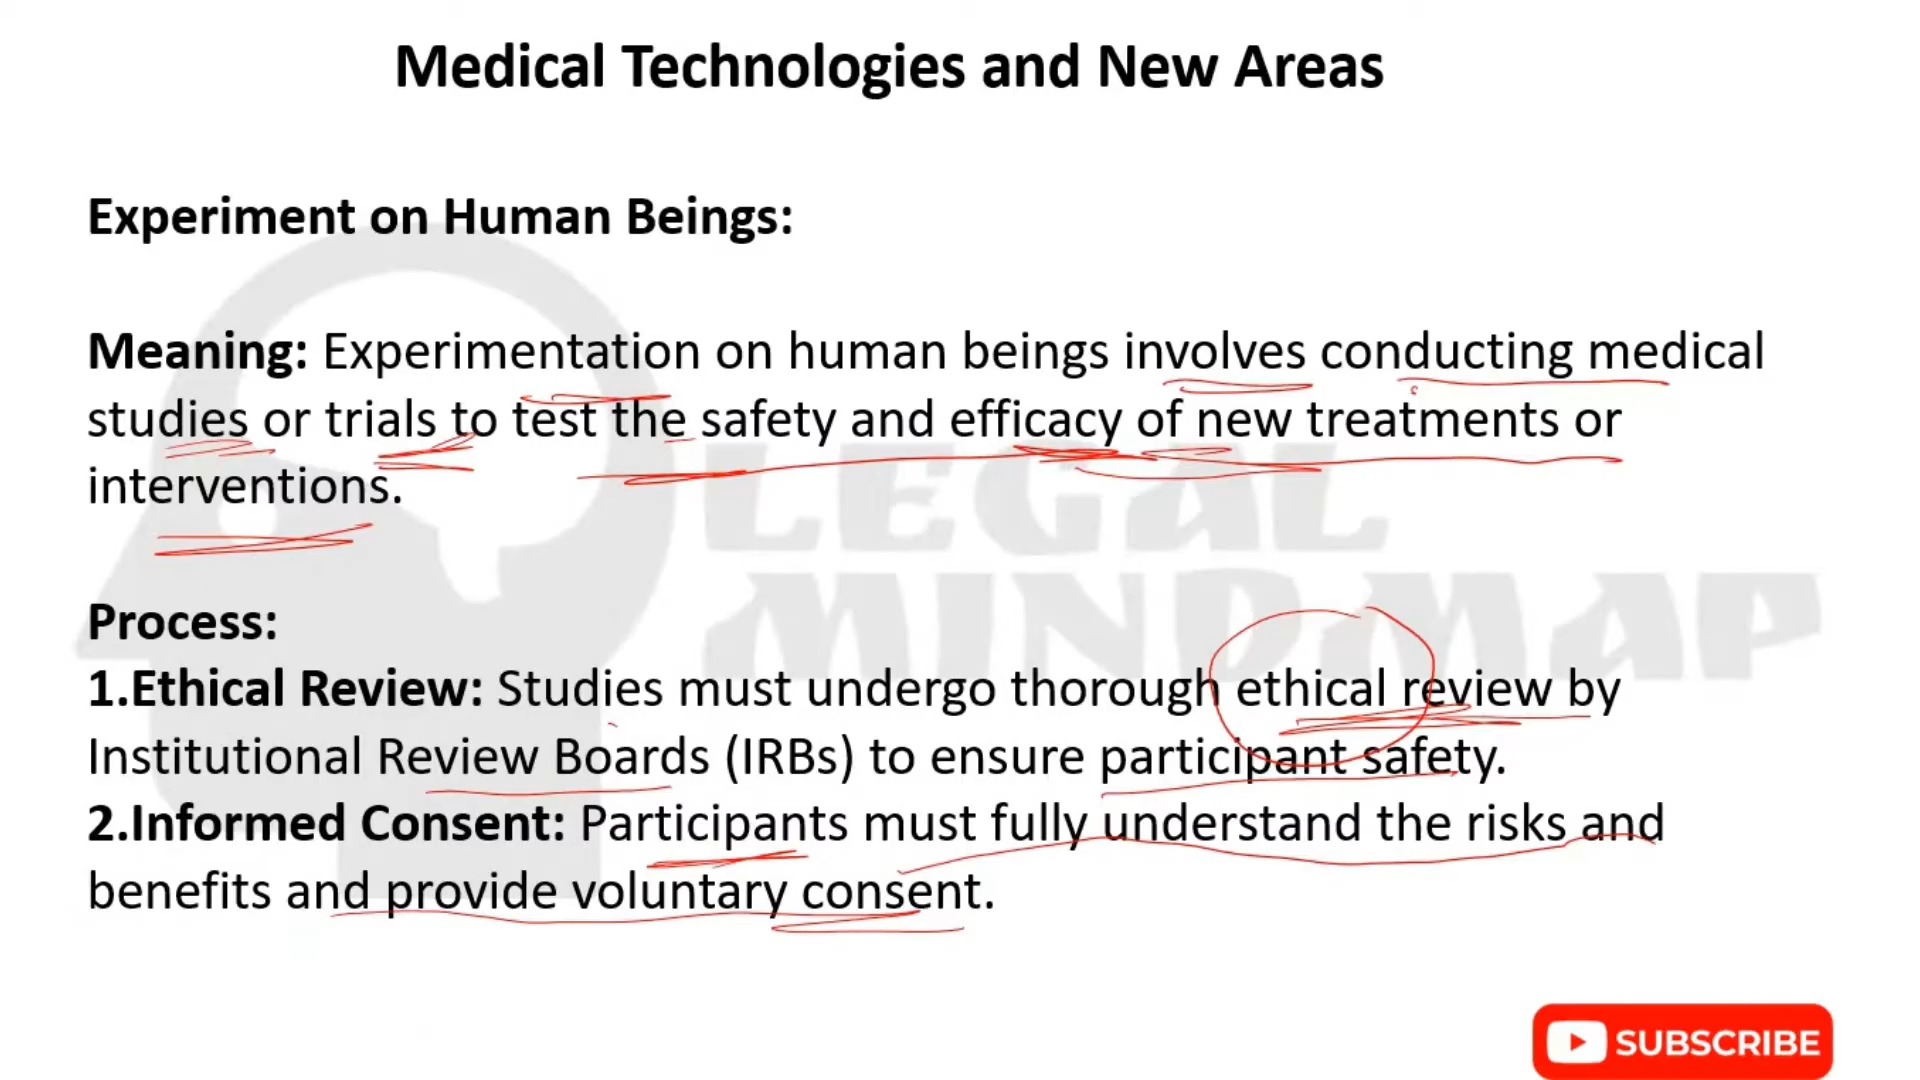 Medical Technologies and New Areas
Experiment on Human Beings:
Meaning: Experimentation on human beings involves conducting medical
studies or trials to test the safety and efficacy of new treatments or
interventions.
LEGAL
MINDMAP
Process:
1.Ethical Review: Studies must undergo thorough ethical review by
Institutional Review Boards (IRBs) to ensure participant safety.
2.Informed Consent: Participants must fully understand the risks and
benefits and provide voluntary consent.
SUBSCRIBE